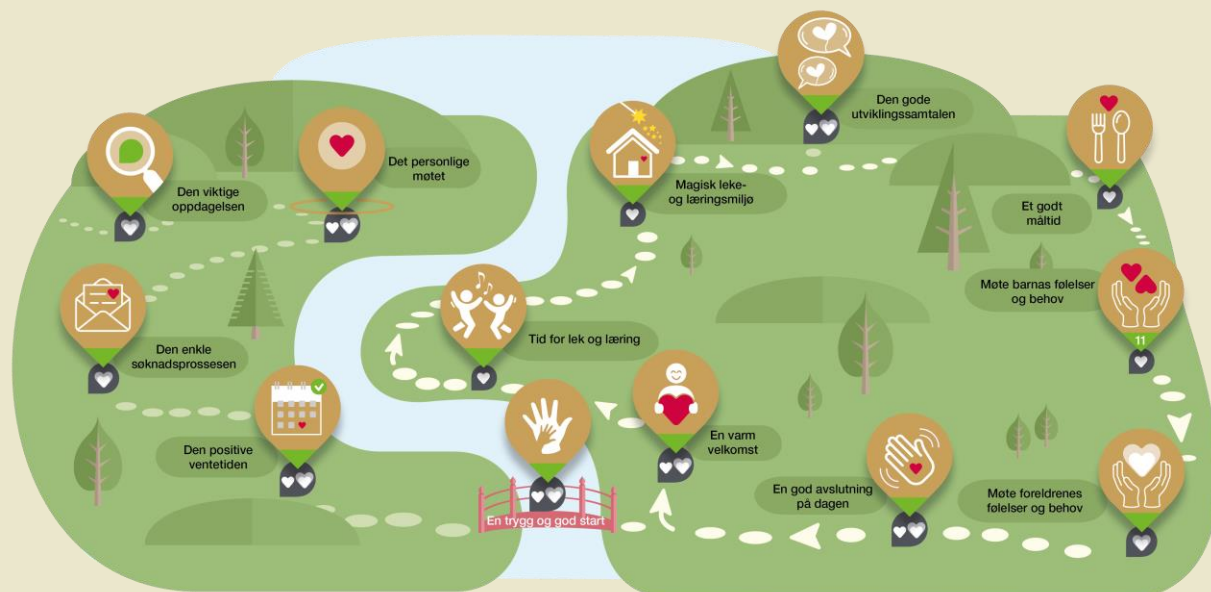 Den viktige
oppdagelsen
Det personlige
møtet
Den enkle
søknadsprossesen
Den positive
ventetiden
En trygg og god start
En varm
velkomst
Tid for lek og læring
Magisk leke-
og læringsmiljø
Den gode
utviklingssamtalen
Et godt
måltid
Møte barnas følelser
og behov
11
Møte foreldrenes
følelser og behov
En god avslutning
på dagen